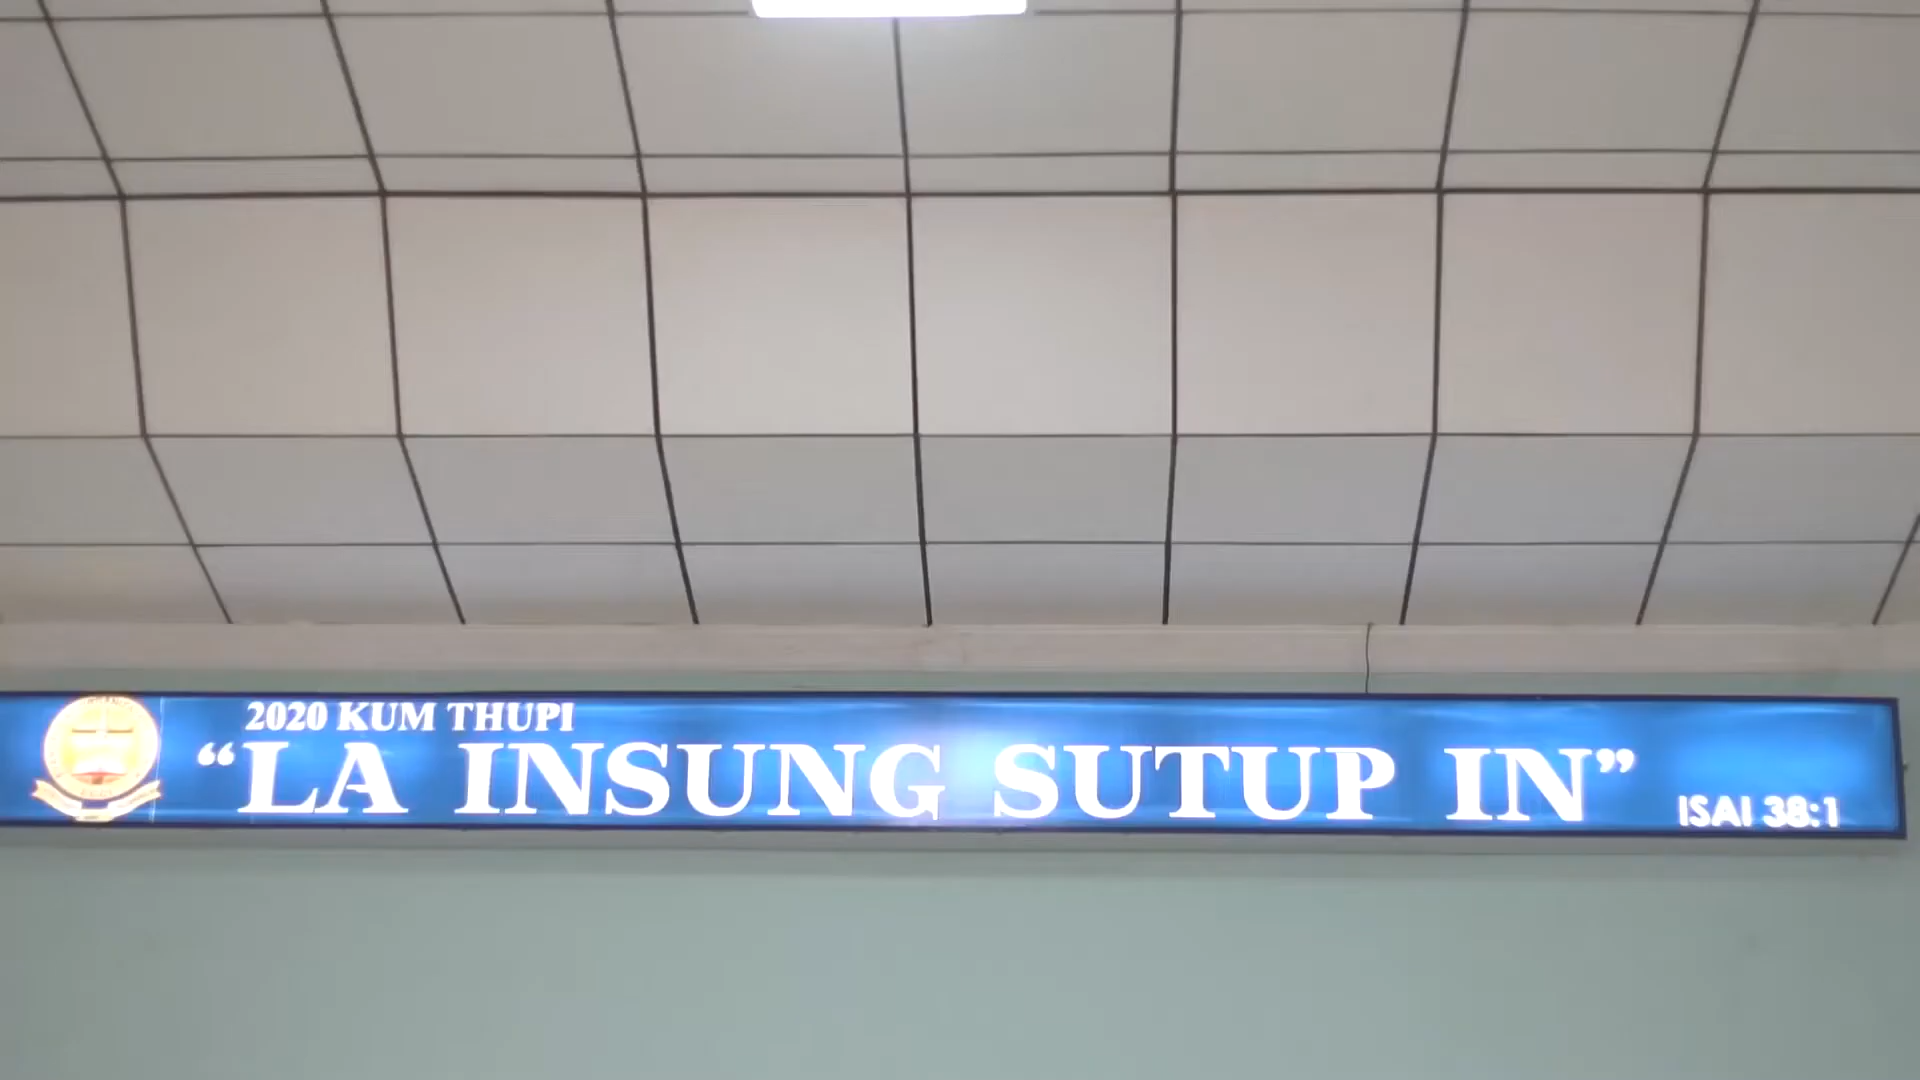 2020 KUM THUPI
“LA INSUNG SUTUP IN”
ISAI 38:1